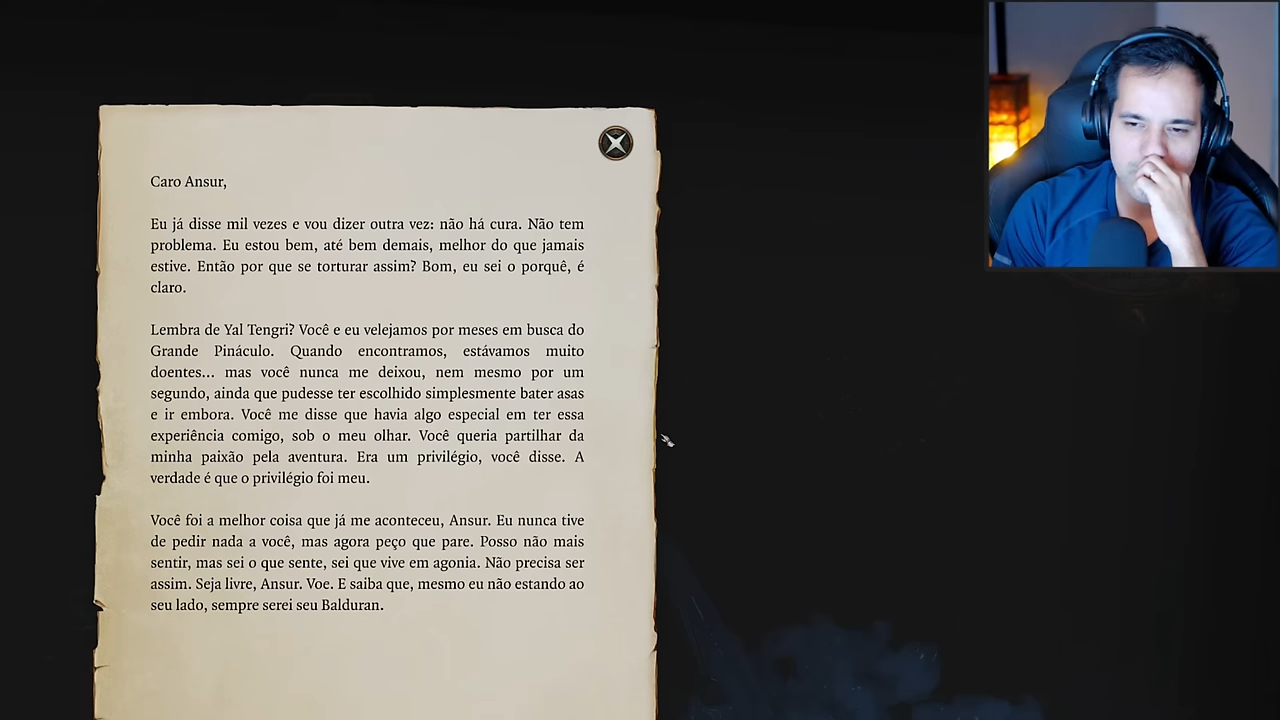 Caro Ansur,
Eu já disse mil vezes e vou dizer outra vez: não há cura. Não tem
problema. Eu estou bem, até bem demais, melhor do que jamais
estive. Então por que se torturar assim? Bom, eu sei o porquê, é
claro.
Lembra de Yal Tengri? Você e eu velejamos por meses em busca do
Grande Pináculo. Quando encontramos, estávamos muito
doentes... mas você nunca me deixou, nem mesmo por um
segundo, ainda que pudesse ter escolhido simplesmente bater asas
e ir embora. Você me disse que havia algo especial em ter essa
experiência comigo, sob o meu olhar. Você queria partilhar da
minha paixão pela aventura. Era um privilégio, você disse. A
verdade é que o privilégio foi meu.
Você foi a melhor coisa que já me aconteceu, Ansur. Eu nunca tive
de pedir nada a você, mas agora peço que pare. Posso não mais
sentir, mas sei o que sente, sei que vive em agonia. Não precisa ser
assim. Seja livre, Ansur. Voe. E saiba que, mesmo eu não estando ao
seu lado, sempre serei seu Balduran.